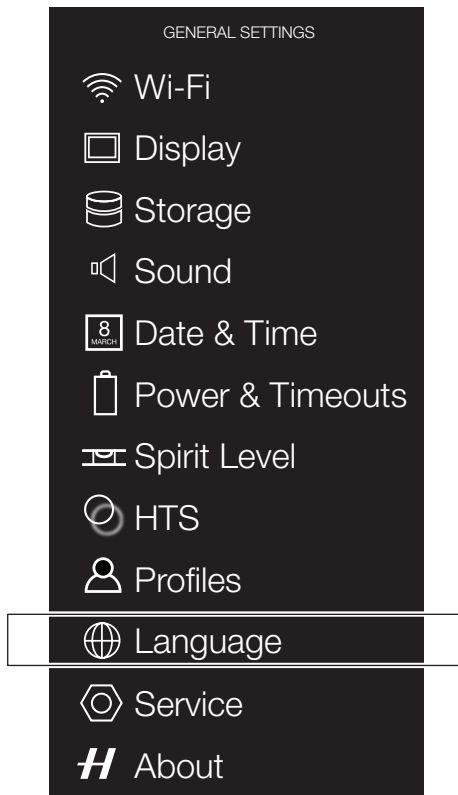 GENERAL SETTINGS
Wi-Fi
Display
Storage
Sound
8
MARCH
Date & Time
Power & Timeouts
Spirit Level
HTS
Profiles
Language
Service
H About